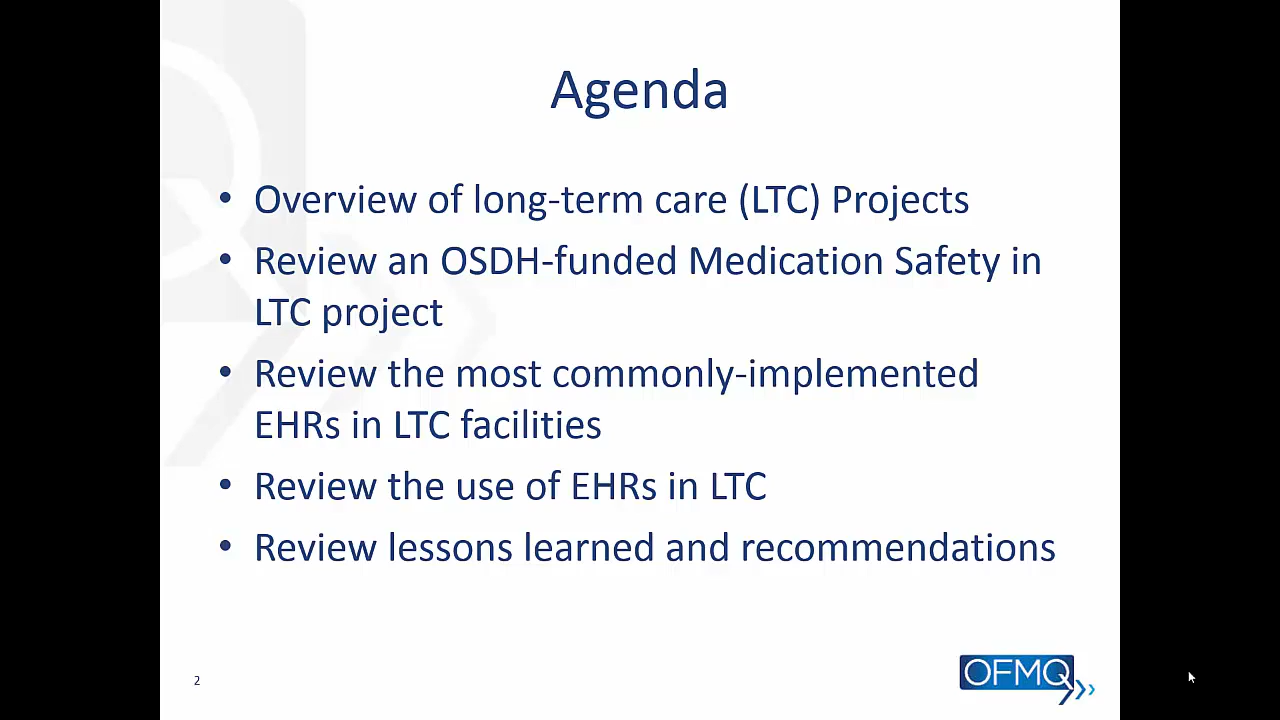 Agenda
• Overview of long-term care (LTC) Projects
• Review an OSDH-funded Medication Safety in
LTC project
• Review the most commonly-implemented
EHRs in LTC facilities
• Review the use of EHRs in LTC
• Review lessons learned and recommendations
2
OFMQ